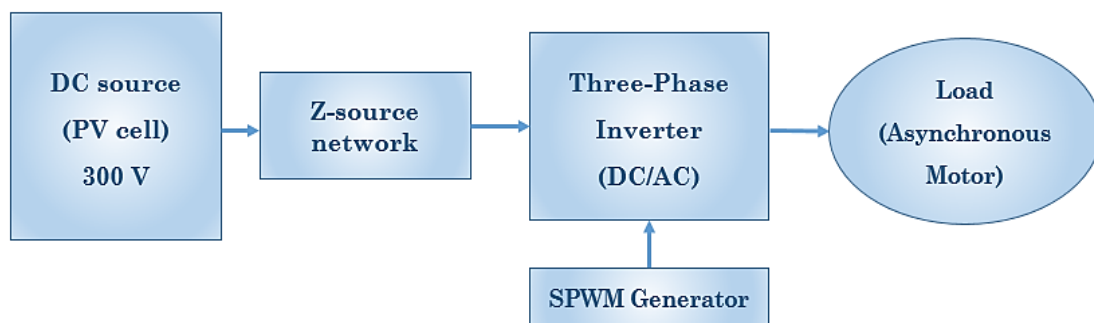 DC source
(PV cell)
300 V
Z-source
network
Three-Phase
Inverter
(DC/AC)
Load
(Asynchronous
Motor)
SPWM Generator